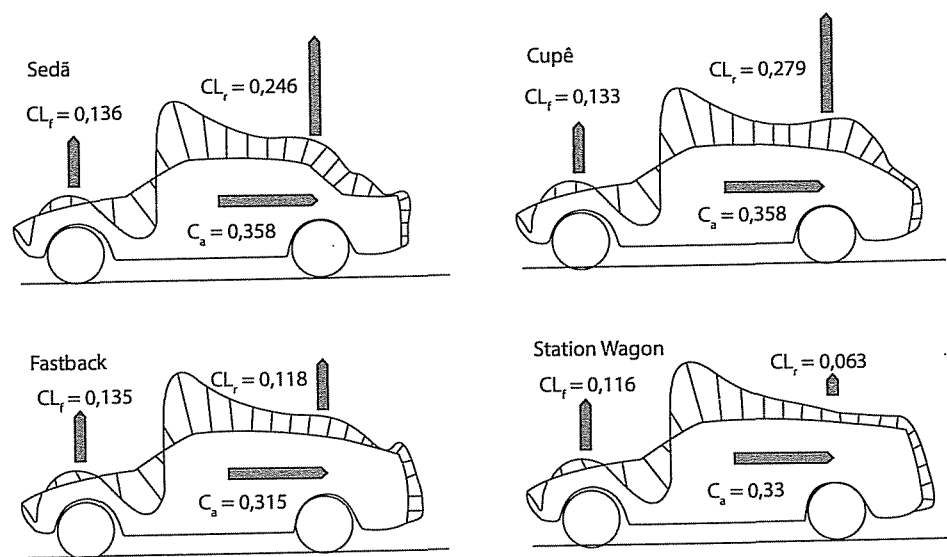 Sedã
CL_r = 0,246
CL_f = 0,136
C_a = 0,358
Cupê
CL_r = 0,279
CL_f = 0,133
C_a = 0,358
Fastback
CL_r = 0,118
CL_f = 0,135
C_a = 0,315
Station Wagon
CL_r = 0,063
CL_f = 0,116
C_a = 0,33